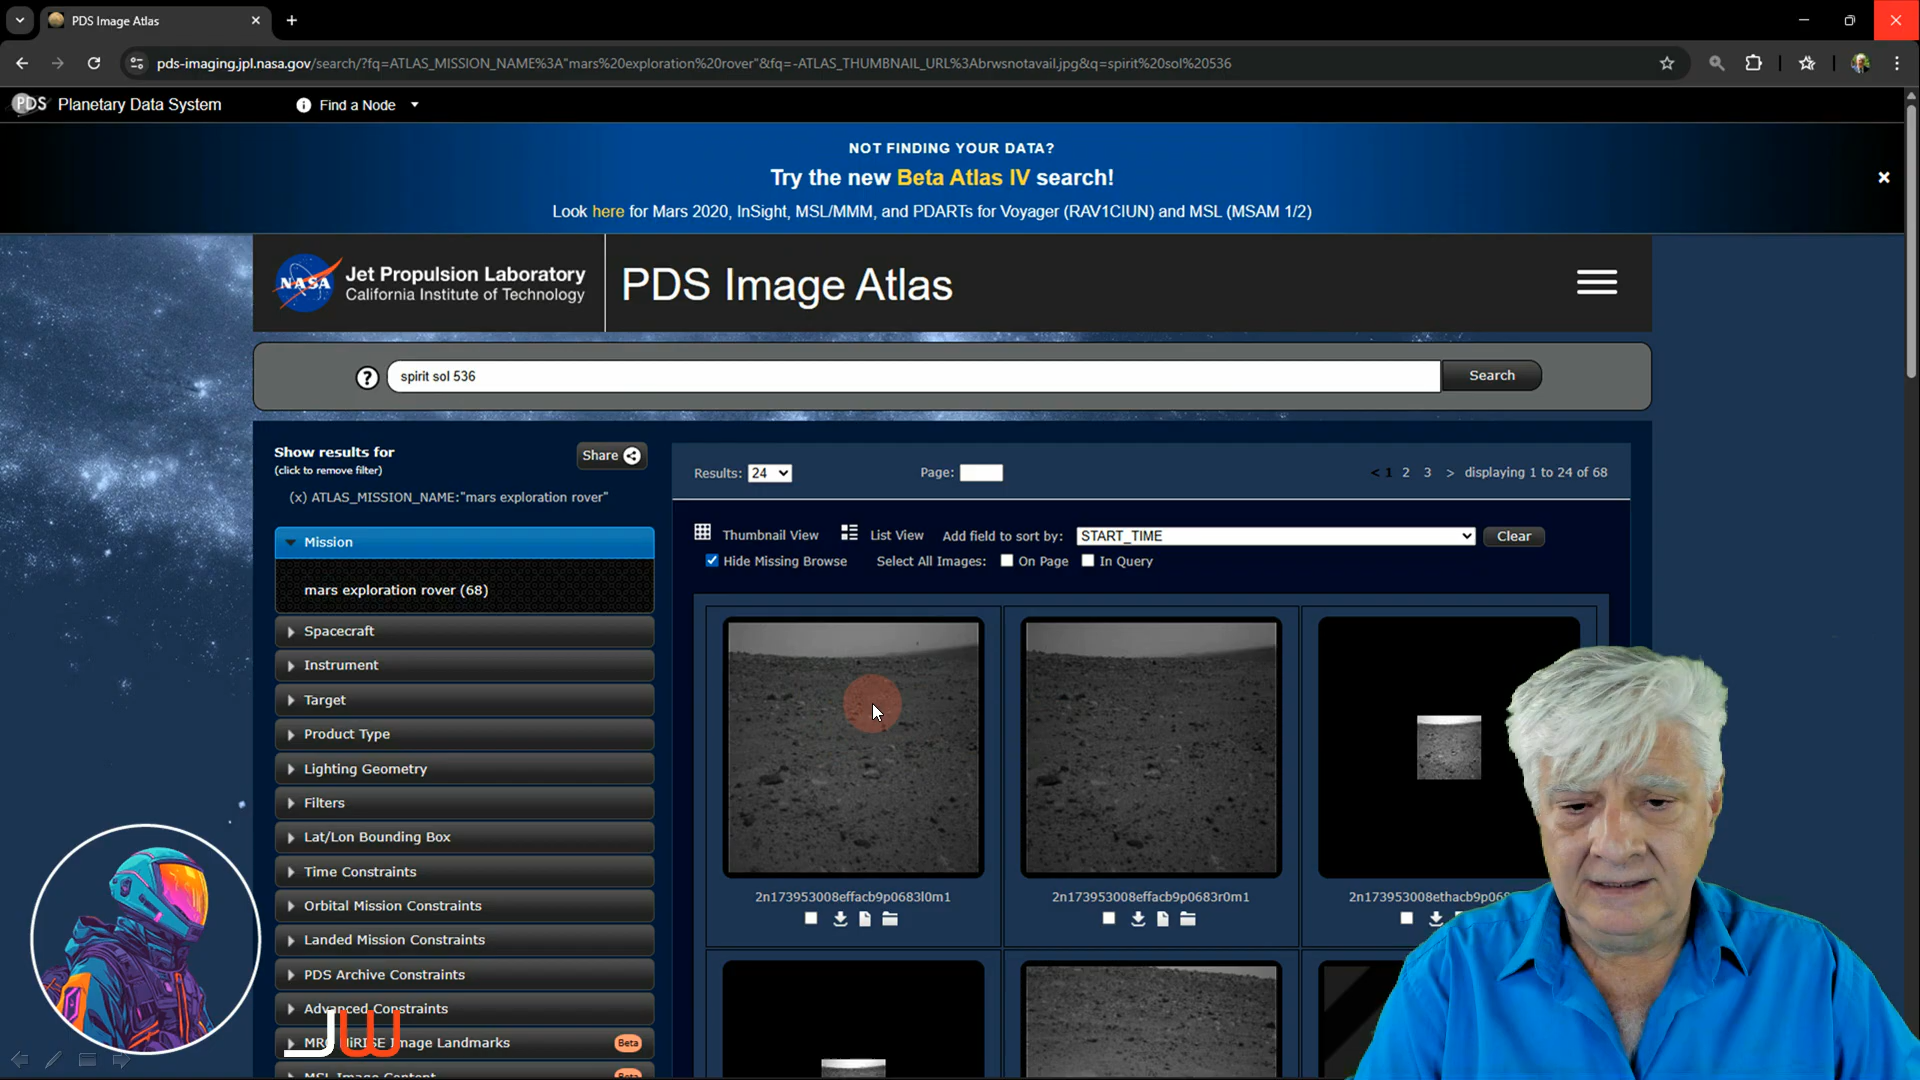 PDS Image Atlas
pds-imaging.jpl.nasa.gov/search/?fq=ATLAS_MISSION_NAME%3A"mars%20exploration%20rover"&fq=-ATLAS_THUMBNAIL_URL%3Abrwsnotavail.jpg&q=spirit%20sol%20536
PDS Planetary Data System
Find a Node
NOT FINDING YOUR DATA?
Try the new Beta Atlas IV search!
Look here for Mars 2020, InSight, MSL/MMM, and PDARTs for Voyager (RAV1CIUN) and MSL (MSAM 1/2)
NASA
Jet Propulsion Laboratory
California Institute of Technology
PDS Image Atlas
? spirit sol 536 Search
Show results for
(click to remove filter)
Share
(x) ATLAS_MISSION_NAME:"mars exploration rover"
Results: 24 Page: < 1 2 3 > displaying 1 to 24 of 68
Mission
mars exploration rover (68)
Spacecraft
Instrument
Target
Product Type
Lighting Geometry
Filters
Lat/Lon Bounding Box
Time Constraints
Orbital Mission Constraints
Landed Mission Constraints
PDS Archive Constraints
Advanced Constraints
Image Landmarks Beta
Thumbnail View List View Add field to sort by: START_TIME Clear
Hide Missing Browse Select All Images: On Page In Query
2n173953008effacb9p0683l0m1
2n173953008effacb9p0683r0m1
JW